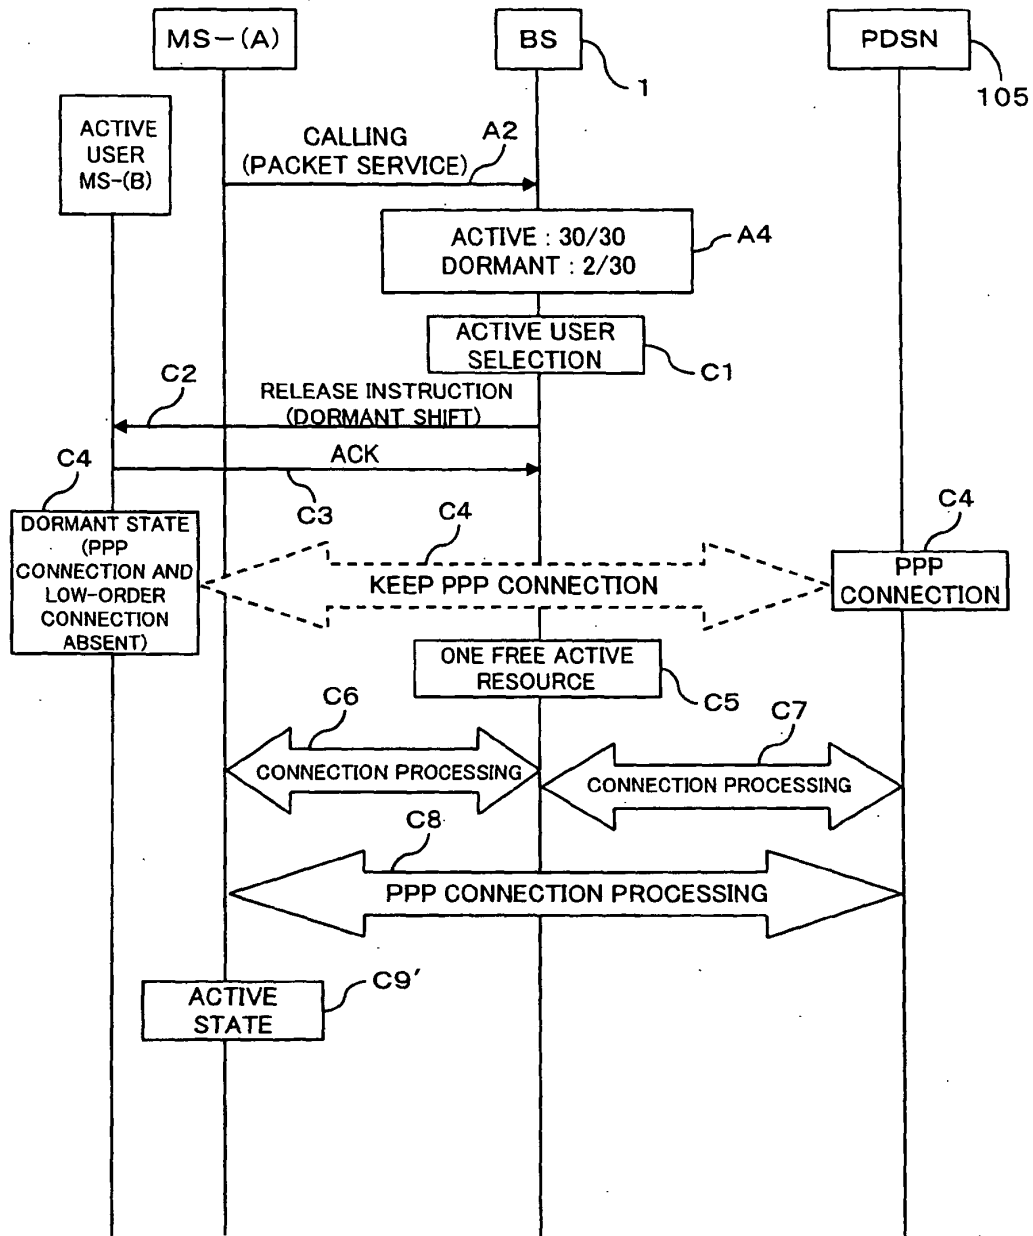 MS-(A)
BS
PDSN
1
105
ACTIVE
USER
MS-(B)
CALLING
(PACKET SERVICE)
A2
ACTIVE : 30/30
DORMANT : 2/30
A4
ACTIVE USER
SELECTION
C1
C2
RELEASE INSTRUCTION
(DORMANT SHIFT)
ACK
C3
C4
DORMANT STATE
(PPP
CONNECTION AND
LOW-ORDER
CONNECTION
ABSENT)
C4
KEEP PPP CONNECTION
C4
PPP
CONNECTION
ONE FREE ACTIVE
RESOURCE
C5
C6
CONNECTION PROCESSING
C7
CONNECTION PROCESSING
C8
PPP CONNECTION PROCESSING
ACTIVE
STATE
C9'